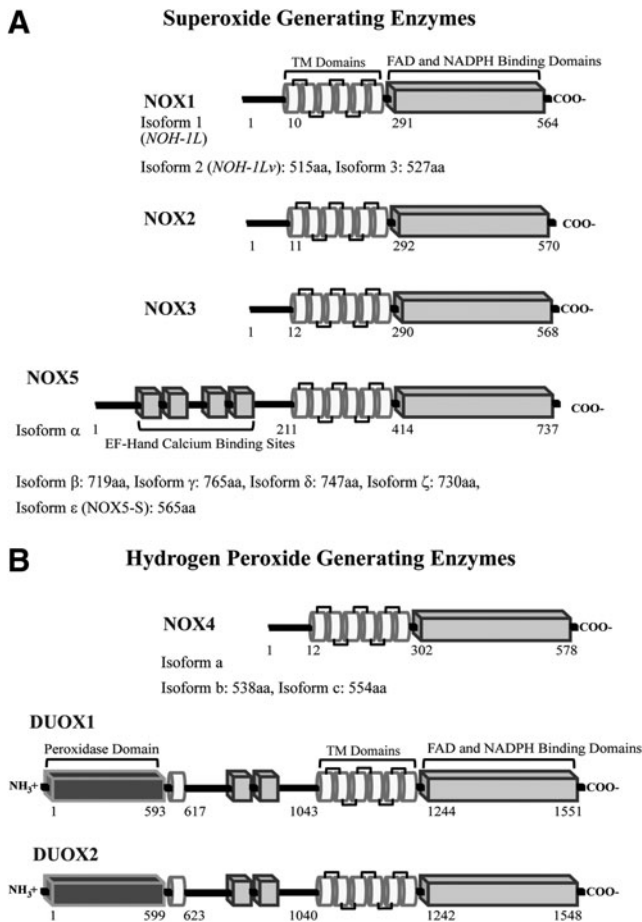 A
Superoxide Generating Enzymes
TM Domains
FAD and NADPH Binding Domains
NOX1
COO-
Isoform 1
(NOH-1L)
1 10 291 564
Isoform 2 (NOH-1Lv): 515aa, Isoform 3: 527aa
NOX2
COO-
1 11 292 570
NOX3
COO-
1 12 290 568
NOX5
COO-
Isoform α
1 211 414 737
EF-Hand Calcium Binding Sites
Isoform β: 719aa, Isoform γ: 765aa, Isoform δ: 747aa, Isoform ζ: 730aa,
Isoform ε (NOX5-S): 565aa
B
Hydrogen Peroxide Generating Enzymes
NOX4
COO-
1 12 302 578
Isoform a
Isoform b: 538aa, Isoform c: 554aa
DUOX1
Peroxidase Domain
TM Domains
FAD and NADPH Binding Domains
NH3+
COO-
1 593 617 1043 1244 1551
DUOX2
NH3+
COO-
1 599 623 1040 1242 1548